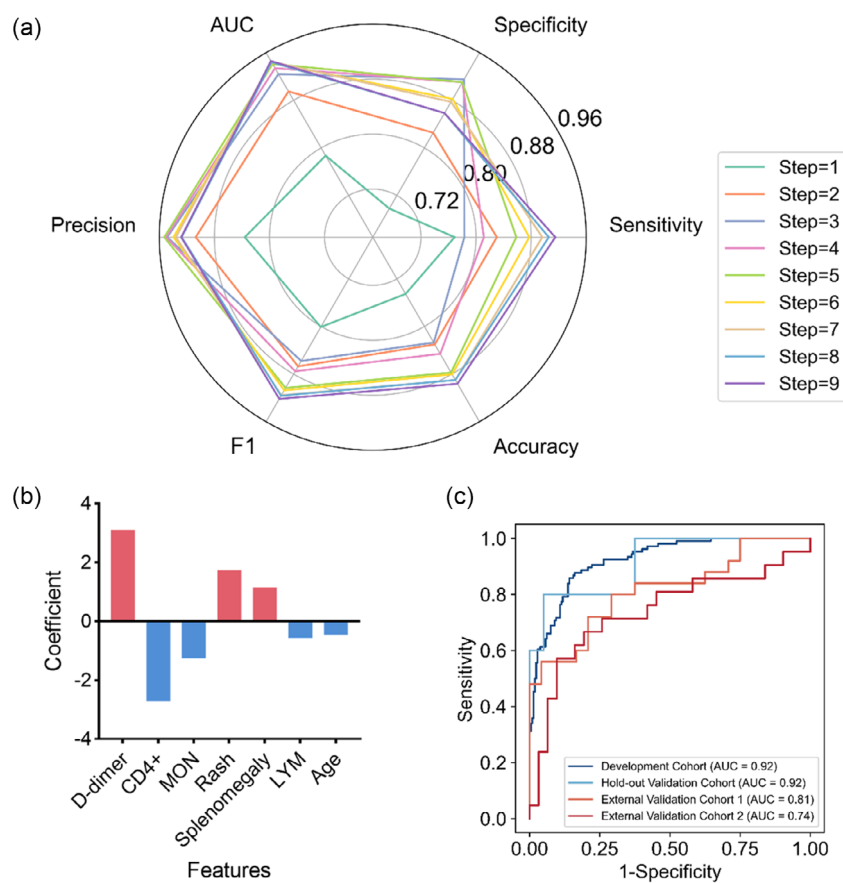 (a)
AUC
Specificity
0.96
0.88
0.80
0.72
Precision
Sensitivity
F1
Accuracy
Step=1
Step=2
Step=3
Step=4
Step=5
Step=6
Step=7
Step=8
Step=9
(b)
4
2
0
-2
-4
Coefficient
D-dimer
CD4+
MON
Rash
Splenomegaly
LYM
Age
Features
(c)
1.0
0.8
0.6
0.4
0.2
0.0
Sensitivity
Development Cohort (AUC = 0.92)
Hold-out Validation Cohort (AUC = 0.92)
External Validation Cohort 1 (AUC = 0.81)
External Validation Cohort 2 (AUC = 0.74)
0.00 0.25 0.50 0.75 1.00
1-Specificity